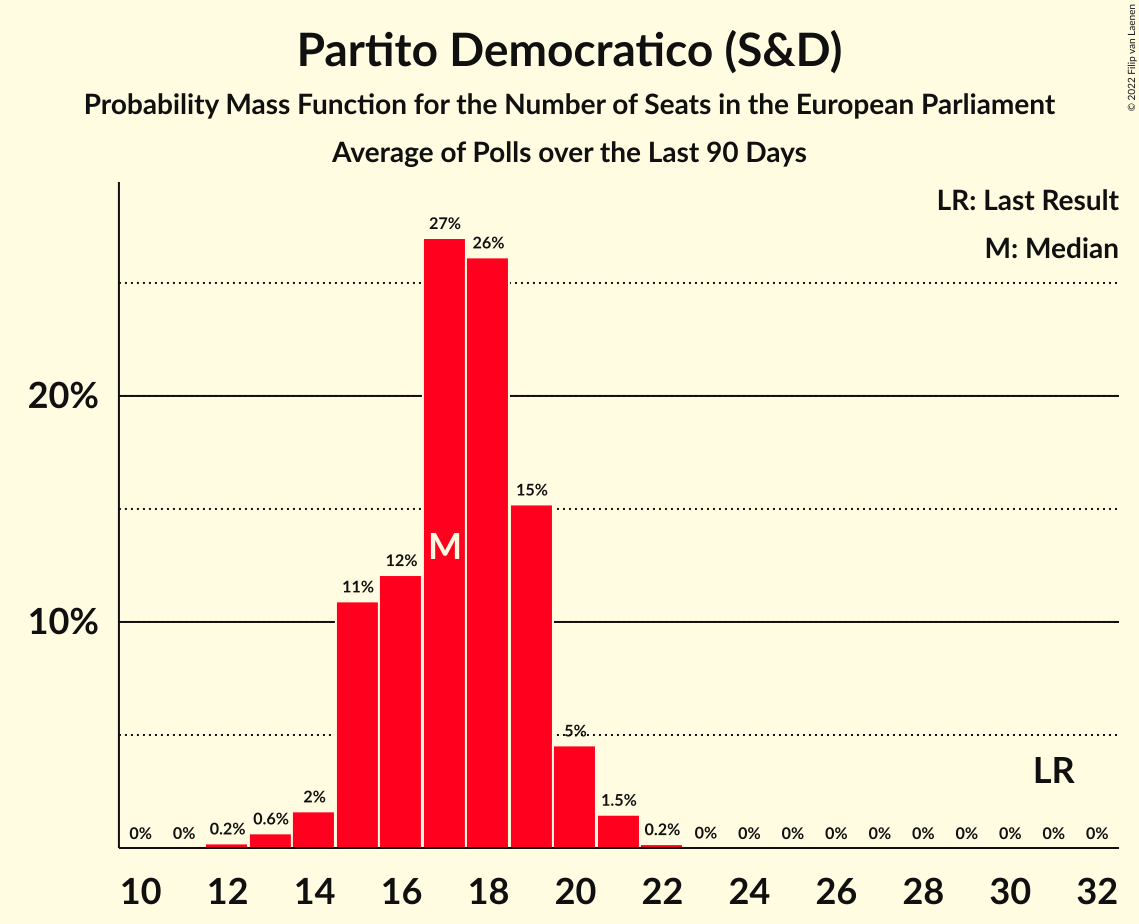 Partito Democratico (S&D)
Probability Mass Function for the Number of Seats in the European Parliament
Average of Polls over the Last 90 Days
© 2022 Filip van Laenen
LR: Last Result
M: Median
27%
26%
20%
15%
M
12%
11%
10%
5%
LR
2%
1.5%
0% 0% 0.2% 0.6% 0.2% 0% 0% 0% 0% 0% 0% 0% 0% 0% 0%
10 12 14 16 18 20 22 24 26 28 30 32